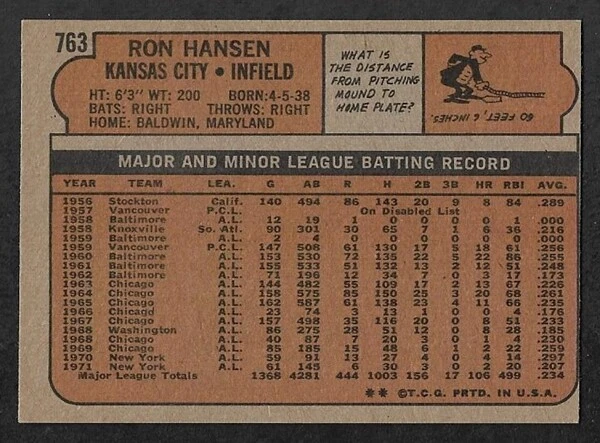 763
RON HANSEN
KANSAS CITY • INFIELD
HT: 6'3" WT: 200 BORN: 4-5-38
BATS: RIGHT THROWS: RIGHT
HOME: BALDWIN, MARYLAND
WHAT IS
THE DISTANCE
FROM PITCHING
MOUND TO
HOME PLATE?
60 FEET, 6 INCHES.
MAJOR AND MINOR LEAGUE BATTING RECORD
YEAR TEAM LEA. G AB R H 2B 3B HR RBI AVG.
1956 Stockton Calif. 140 494 86 143 20 9 8 84 .289
1957 Vancouver P.C.L. On Disabled List
1958 Baltimore A.L. 12 19 1 0 0 0 0 1 .000
1958 Knoxville So. Atl. 90 301 30 65 7 1 6 36 .216
1959 Baltimore A.L. 2 4 0 0 0 0 0 0 .000
1959 Vancouver P.C.L. 147 508 61 130 17 5 18 61 .256
1960 Baltimore A.L. 153 530 72 135 22 5 22 86 .255
1961 Baltimore A.L. 155 533 51 132 13 2 12 51 .248
1962 Baltimore A.L. 71 196 12 34 7 0 3 17 .173
1963 Chicago A.L. 144 482 55 109 17 2 13 67 .226
1964 Chicago A.L. 158 575 85 150 25 3 20 68 .261
1965 Chicago A.L. 162 587 61 138 23 4 11 66 .235
1966 Chicago A.L. 23 74 3 13 1 0 0 4 .176
1967 Chicago A.L. 157 498 35 116 20 0 8 51 .233
1968 Washington A.L. 86 275 28 51 12 0 8 28 .185
1968 Chicago A.L. 40 87 7 20 3 0 1 4 .230
1969 Chicago A.L. 85 185 15 48 6 1 2 22 .259
1970 New York A.L. 59 91 13 27 4 0 4 14 .297
1971 New York A.L. 61 145 6 30 3 0 2 20 .207
Major League Totals 1368 4281 444 1003 156 17 106 499 .234
** ©T.C.G. PRTD. IN U.S.A.